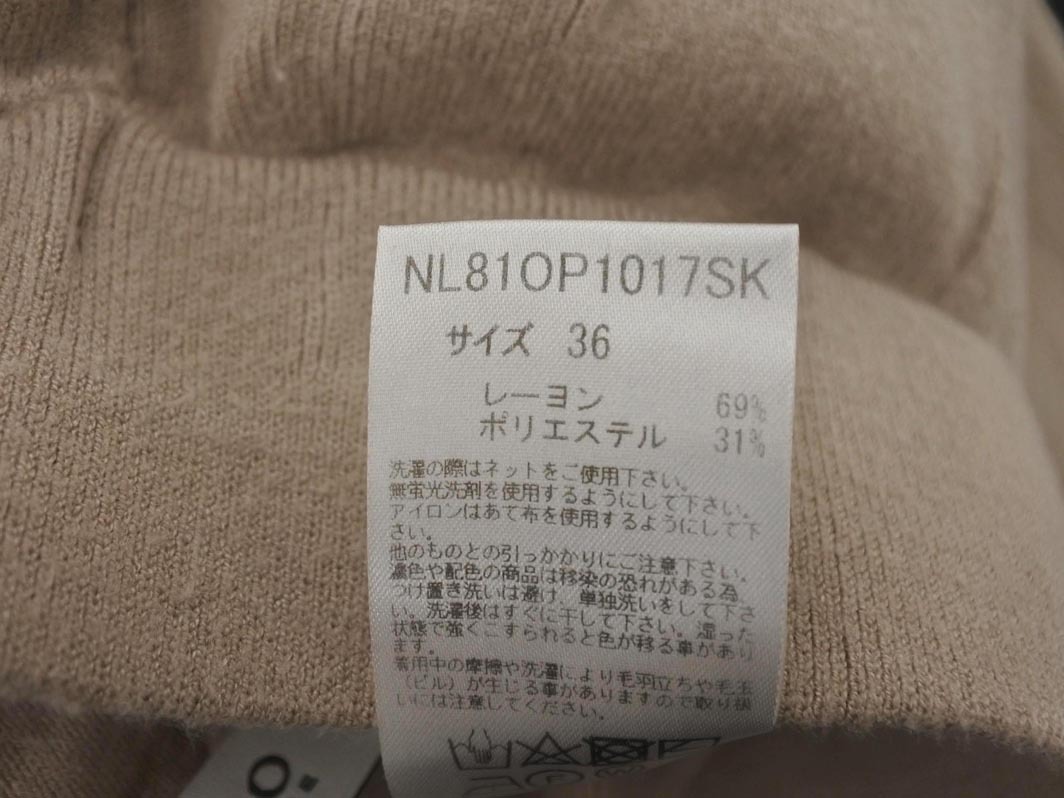 NL81OP1017SK
サイズ 36
レーヨン 69%
ポリエステル 31%
洗濯の際はネットをご使用下さい。
無蛍光洗剤を使用するようにして下さい。
アイロンはあて布を使用するようにして下
さい。
他のものとの引っかかりにご注意下さい。
濃色や配色の商品は移染の恐れがある為、
つけ置き洗いは避け、単独洗いをして下さ
い。洗濯後はすぐに干して下さい。湿った
状態で強くこすられると色が移る事があり
ます。
着用中の摩擦や洗濯により毛羽立ちや毛玉
(ピル)が生じる事がありますので取り扱
いには注意してください。